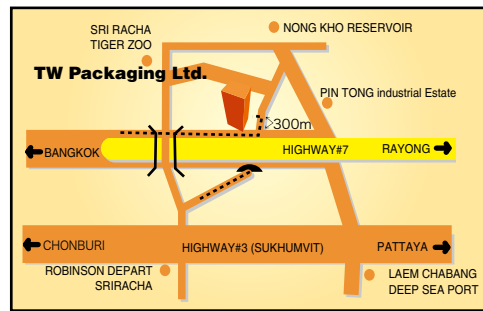 SRI RACHA
TIGER ZOO
NONG KHO RESERVOIR
TW Packaging Ltd.
PIN TONG industrial Estate
300m
BANGKOK
HIGHWAY#7
RAYONG
CHONBURI
HIGHWAY#3 (SUKHUMVIT)
PATTAYA
ROBINSON DEPART
SRIRACHA
LAEM CHABANG
DEEP SEA PORT